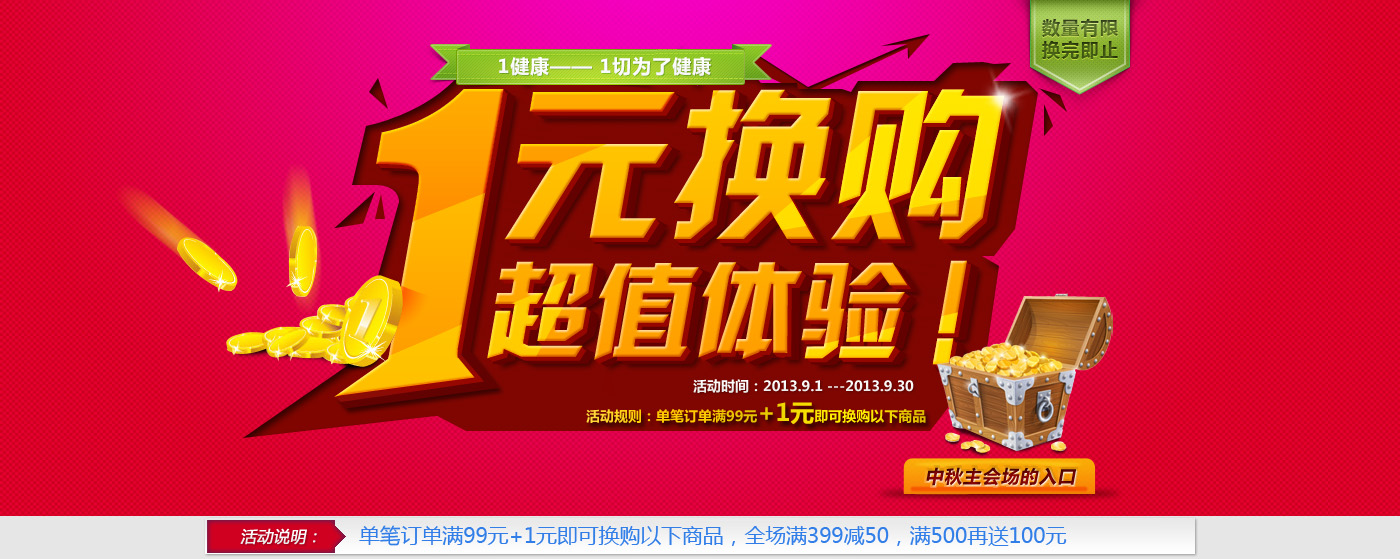 数量有限
换完即止
1健康—— 1切为了健康
1元换购
超值体验！
活动时间：2013.9.1 ---2013.9.30
活动规则：单笔订单满99元+1元即可换购以下商品
中秋主会场的入口
活动说明： 单笔订单满99元+1元即可换购以下商品，全场满399减50，满500再送100元